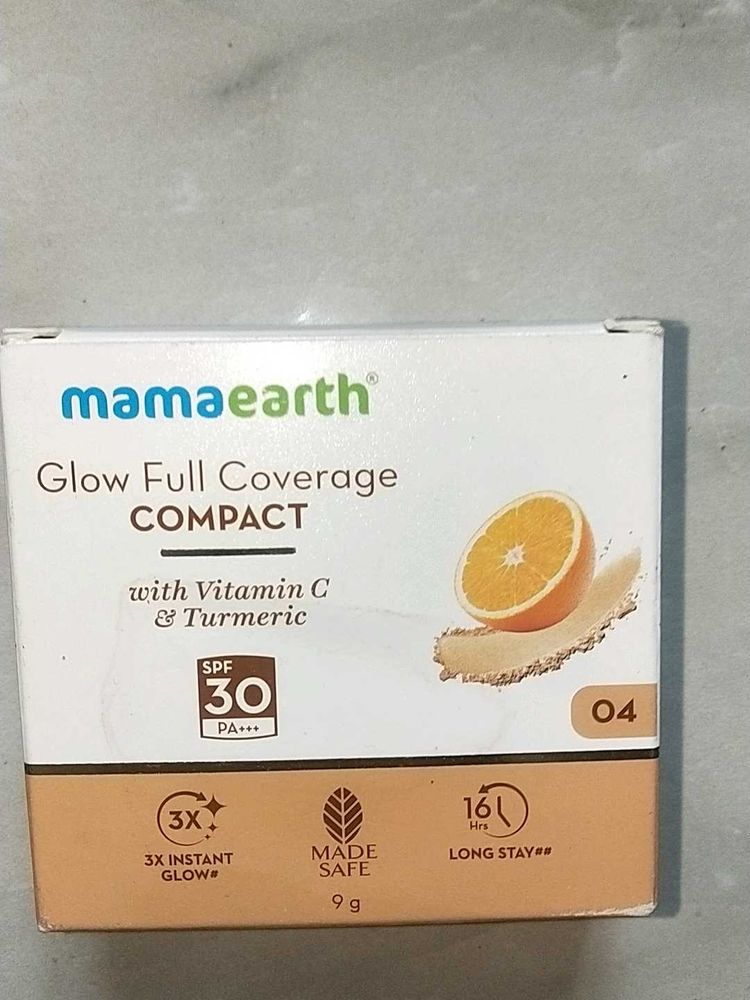 mamaearth®
Glow Full Coverage
COMPACT
with Vitamin C
& Turmeric
SPF
30
PA+++
04
3X
3X INSTANT
GLOW#
MADE
SAFE
16
Hrs
LONG STAY##
9 g